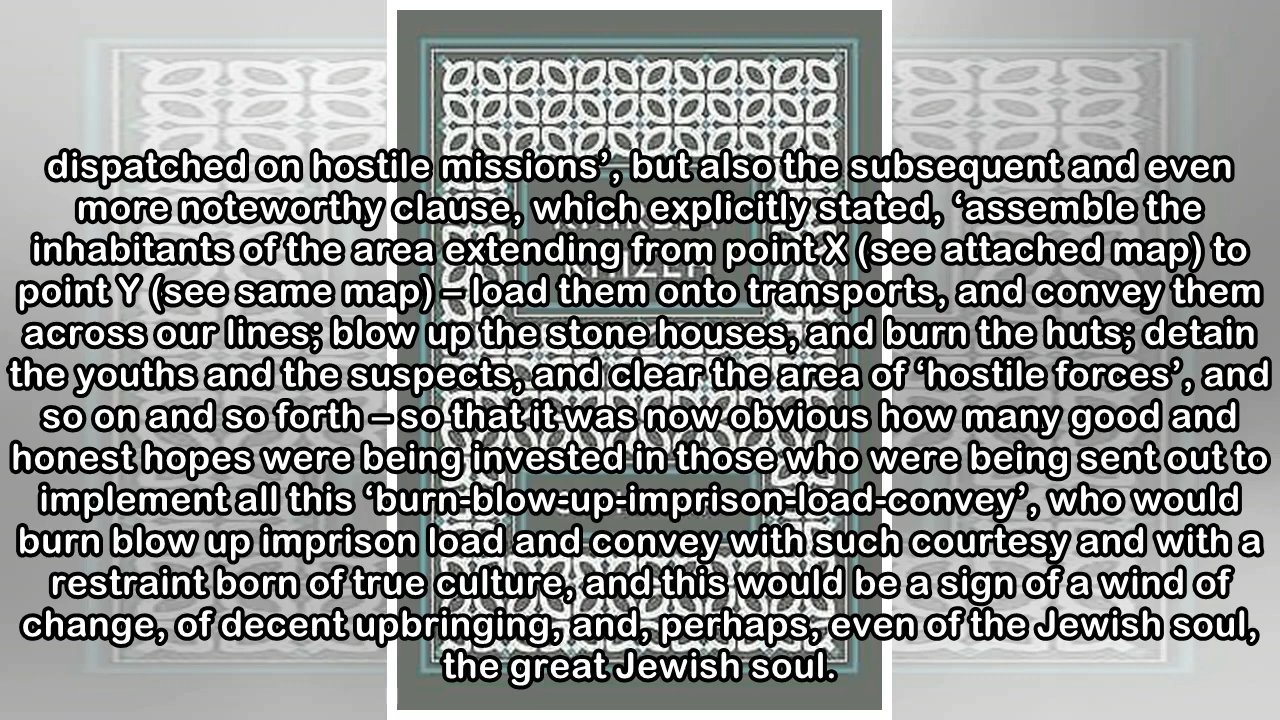 dispatched on hostile missions’, but also the subsequent and even
more noteworthy clause, which explicitly stated, ‘assemble the
inhabitants of the area extending from point X (see attached map) to
point Y (see same map) – load them onto transports, and convey them
across our lines; blow up the stone houses, and burn the huts; detain
the youths and the suspects, and clear the area of ‘hostile forces’, and
so on and so forth – so that it was now obvious how many good and
honest hopes were being invested in those who were being sent out to
implement all this ‘burn-blow-up-imprison-load-convey’, who would
burn blow up imprison load and convey with such courtesy and with a
restraint born of true culture, and this would be a sign of a wind of
change, of decent upbringing, and, perhaps, even of the Jewish soul,
the great Jewish soul.